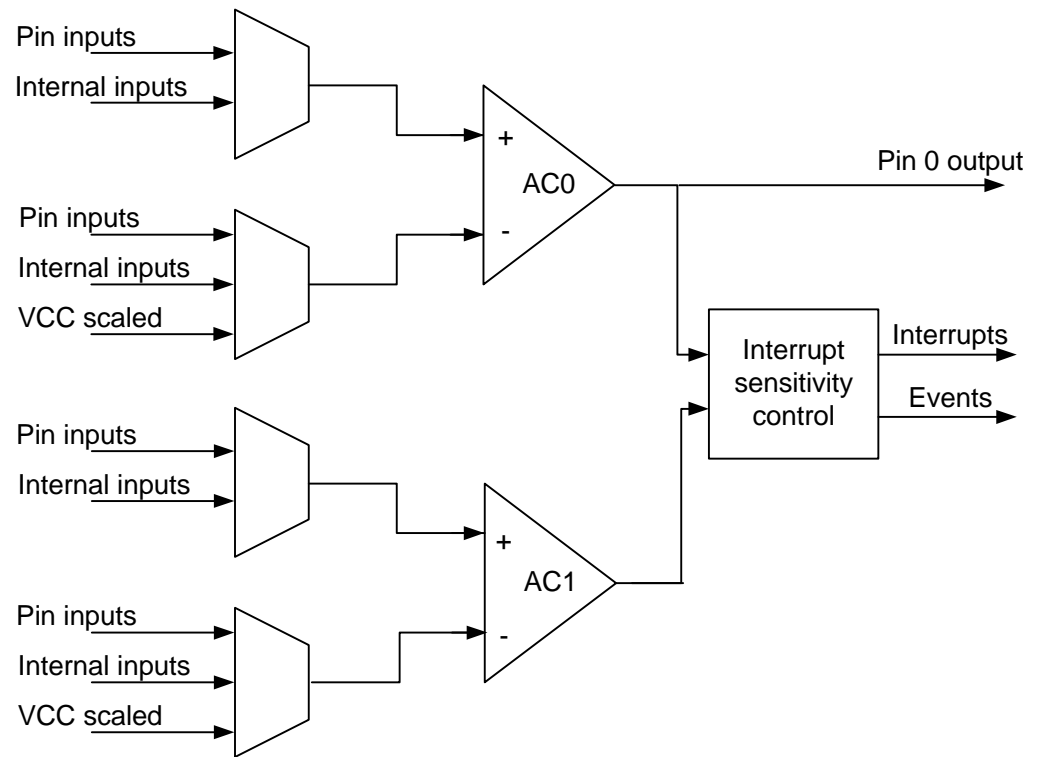 Pin inputs
Internal inputs
+
AC0
-
Pin 0 output
Pin inputs
Internal inputs
VCC scaled
Interrupt
sensitivity
control
Interrupts
Events
Pin inputs
Internal inputs
+
AC1
-
Pin inputs
Internal inputs
VCC scaled